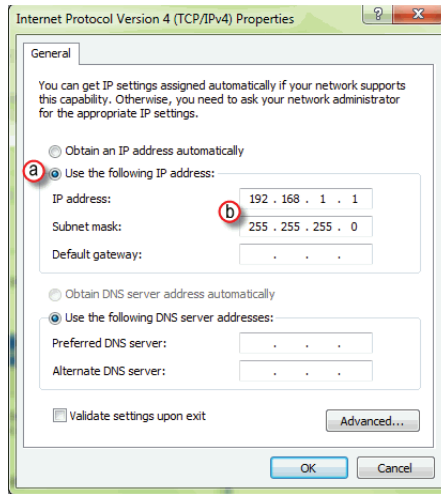 Internet Protocol Version 4 (TCP/IPv4) Properties ? X
General
You can get IP settings assigned automatically if your network supports
this capability. Otherwise, you need to ask your network administrator
for the appropriate IP settings.
Obtain an IP address automatically
a Use the following IP address:
IP address: 192 . 168 . 1 . 1
b
Subnet mask: 255 . 255 . 255 . 0
Default gateway: . . .
Obtain DNS server address automatically
Use the following DNS server addresses:
Preferred DNS server: . . .
Alternate DNS server: . . .
Validate settings upon exit
Advanced...
OK Cancel